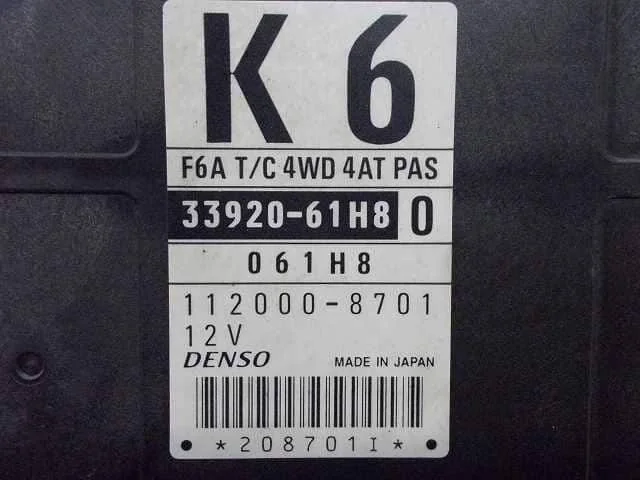 K 6
F6A T/C 4WD 4AT PAS
33920-61H8 0
061H8
112000-8701
12V
DENSO MADE IN JAPAN
*208701I*